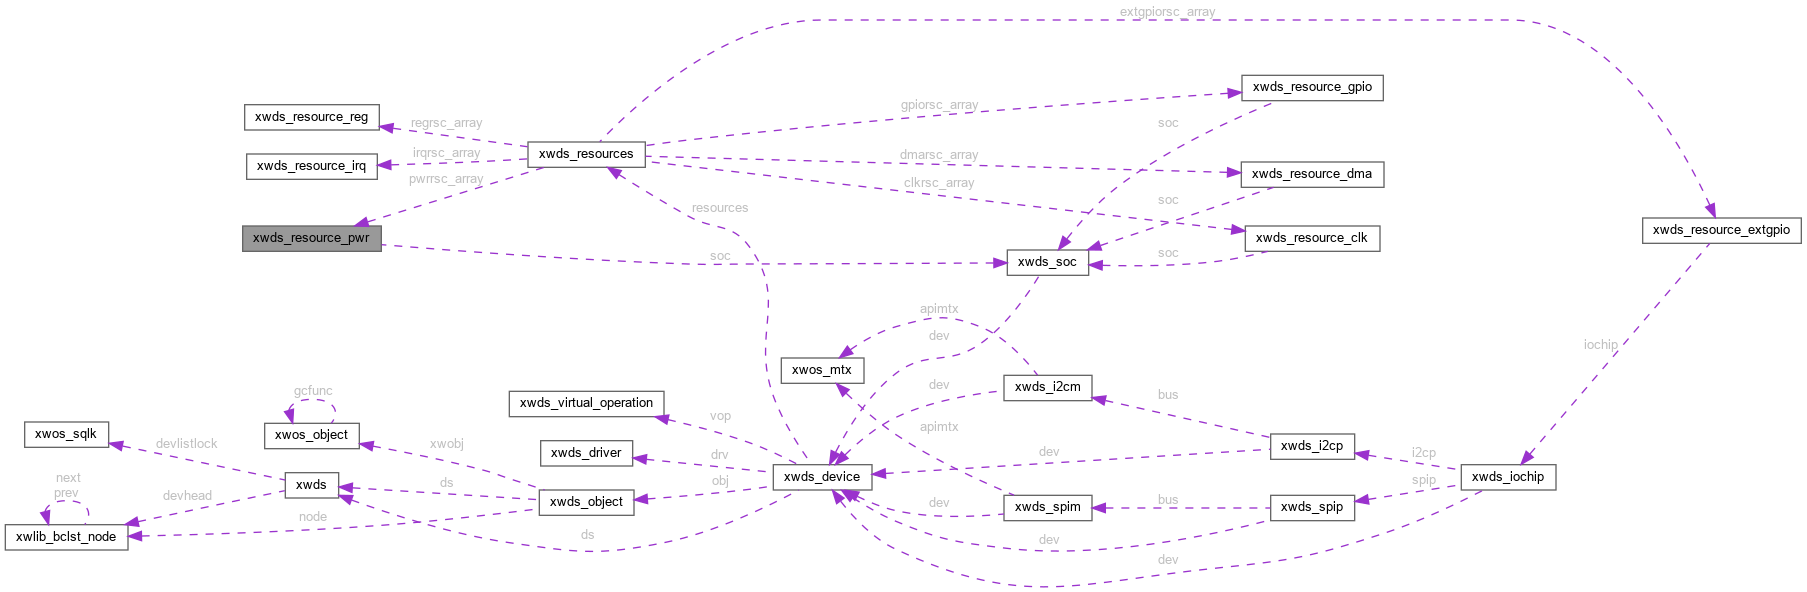 extgpiorsc_array
xwds_resource_gpio
gpiorsc_array
xwds_resource_reg
regrsc_array
soc
xwds_resources
irqrsc_array
dmarsc_array
xwds_resource_irq
xwds_resource_dma
pwrrsc_array
clkrsc_array
soc
resources
xwds_resource_extgpio
xwds_resource_pwr
xwds_resource_clk
soc
soc
xwds_soc
apimtx
dev
iochip
xwos_mtx
dev
xwds_i2cm
gcfunc
bus
xwds_virtual_operation
vop
apimtx
xwos_sqlk
xwos_object
devlistlock
xwobj
xwds_i2cp
xwds_driver
drv
dev
i2cp
next
xwds
ds
xwds_device
obj
xwds_iochip
spip
prev
devhead
xwds_object
dev
xwds_spim
bus
xwds_spip
node
xwlib_bclst_node
ds
dev
dev